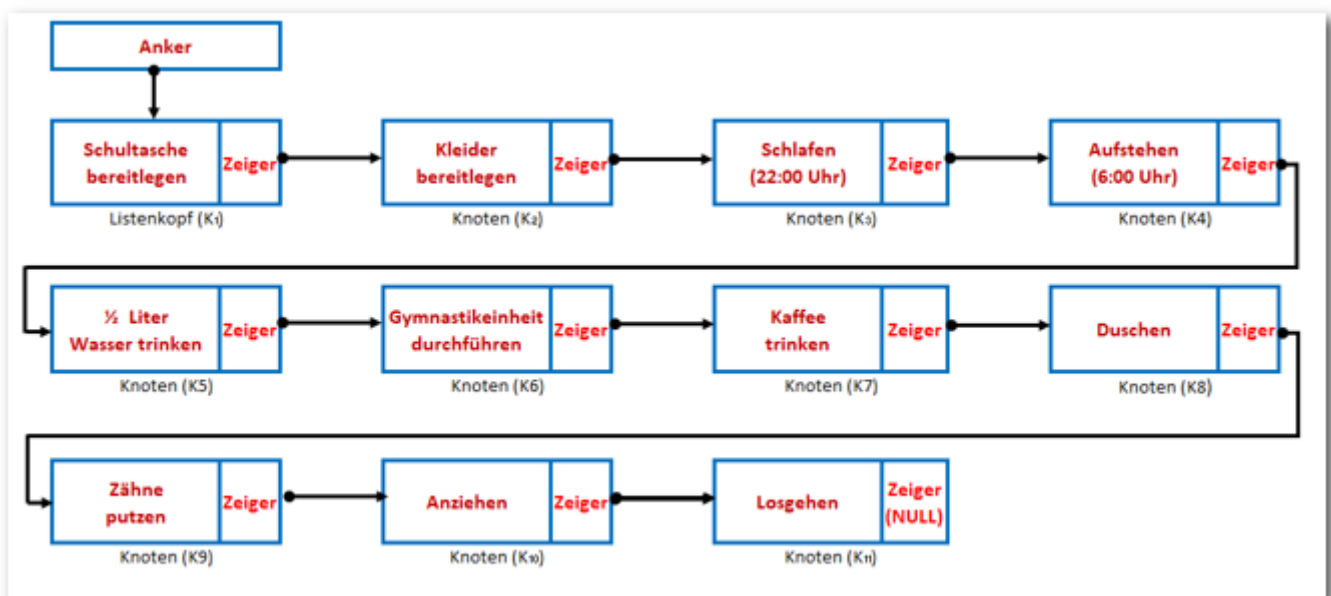 Anker
Schultasche
bereitlegen
Zeiger
Listenkopf (K₁)
Kleider
bereitlegen
Zeiger
Knoten (K₂)
Schlafen
(22:00 Uhr)
Zeiger
Knoten (K₃)
Aufstehen
(6:00 Uhr)
Zeiger
Knoten (K4)
½ Liter
Wasser trinken
Zeiger
Knoten (K5)
Gymnastikeinheit
durchführen
Zeiger
Knoten (K6)
Kaffee
trinken
Zeiger
Knoten (K7)
Duschen
Zeiger
Knoten (K8)
Zähne
putzen
Zeiger
Knoten (K9)
Anziehen
Zeiger
Knoten (K₁₀)
Losgehen
Zeiger
(NULL)
Knoten (K₁₁)